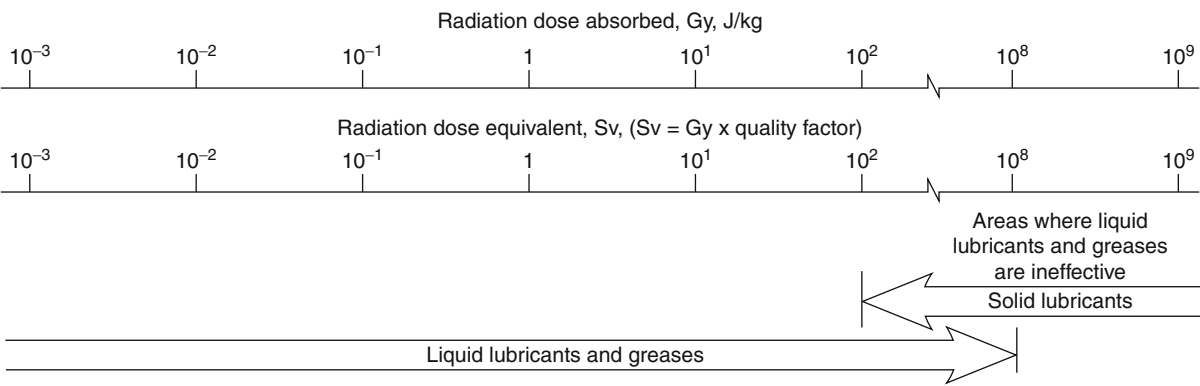 Radiation dose absorbed, Gy, J/kg
10⁻³ 10⁻² 10⁻¹ 1 10¹ 10² 10⁸ 10⁹
Radiation dose equivalent, Sv, (Sv = Gy x quality factor)
10⁻³ 10⁻² 10⁻¹ 1 10¹ 10² 10⁸ 10⁹
Areas where liquid
lubricants and greases
are ineffective
Solid lubricants
Liquid lubricants and greases